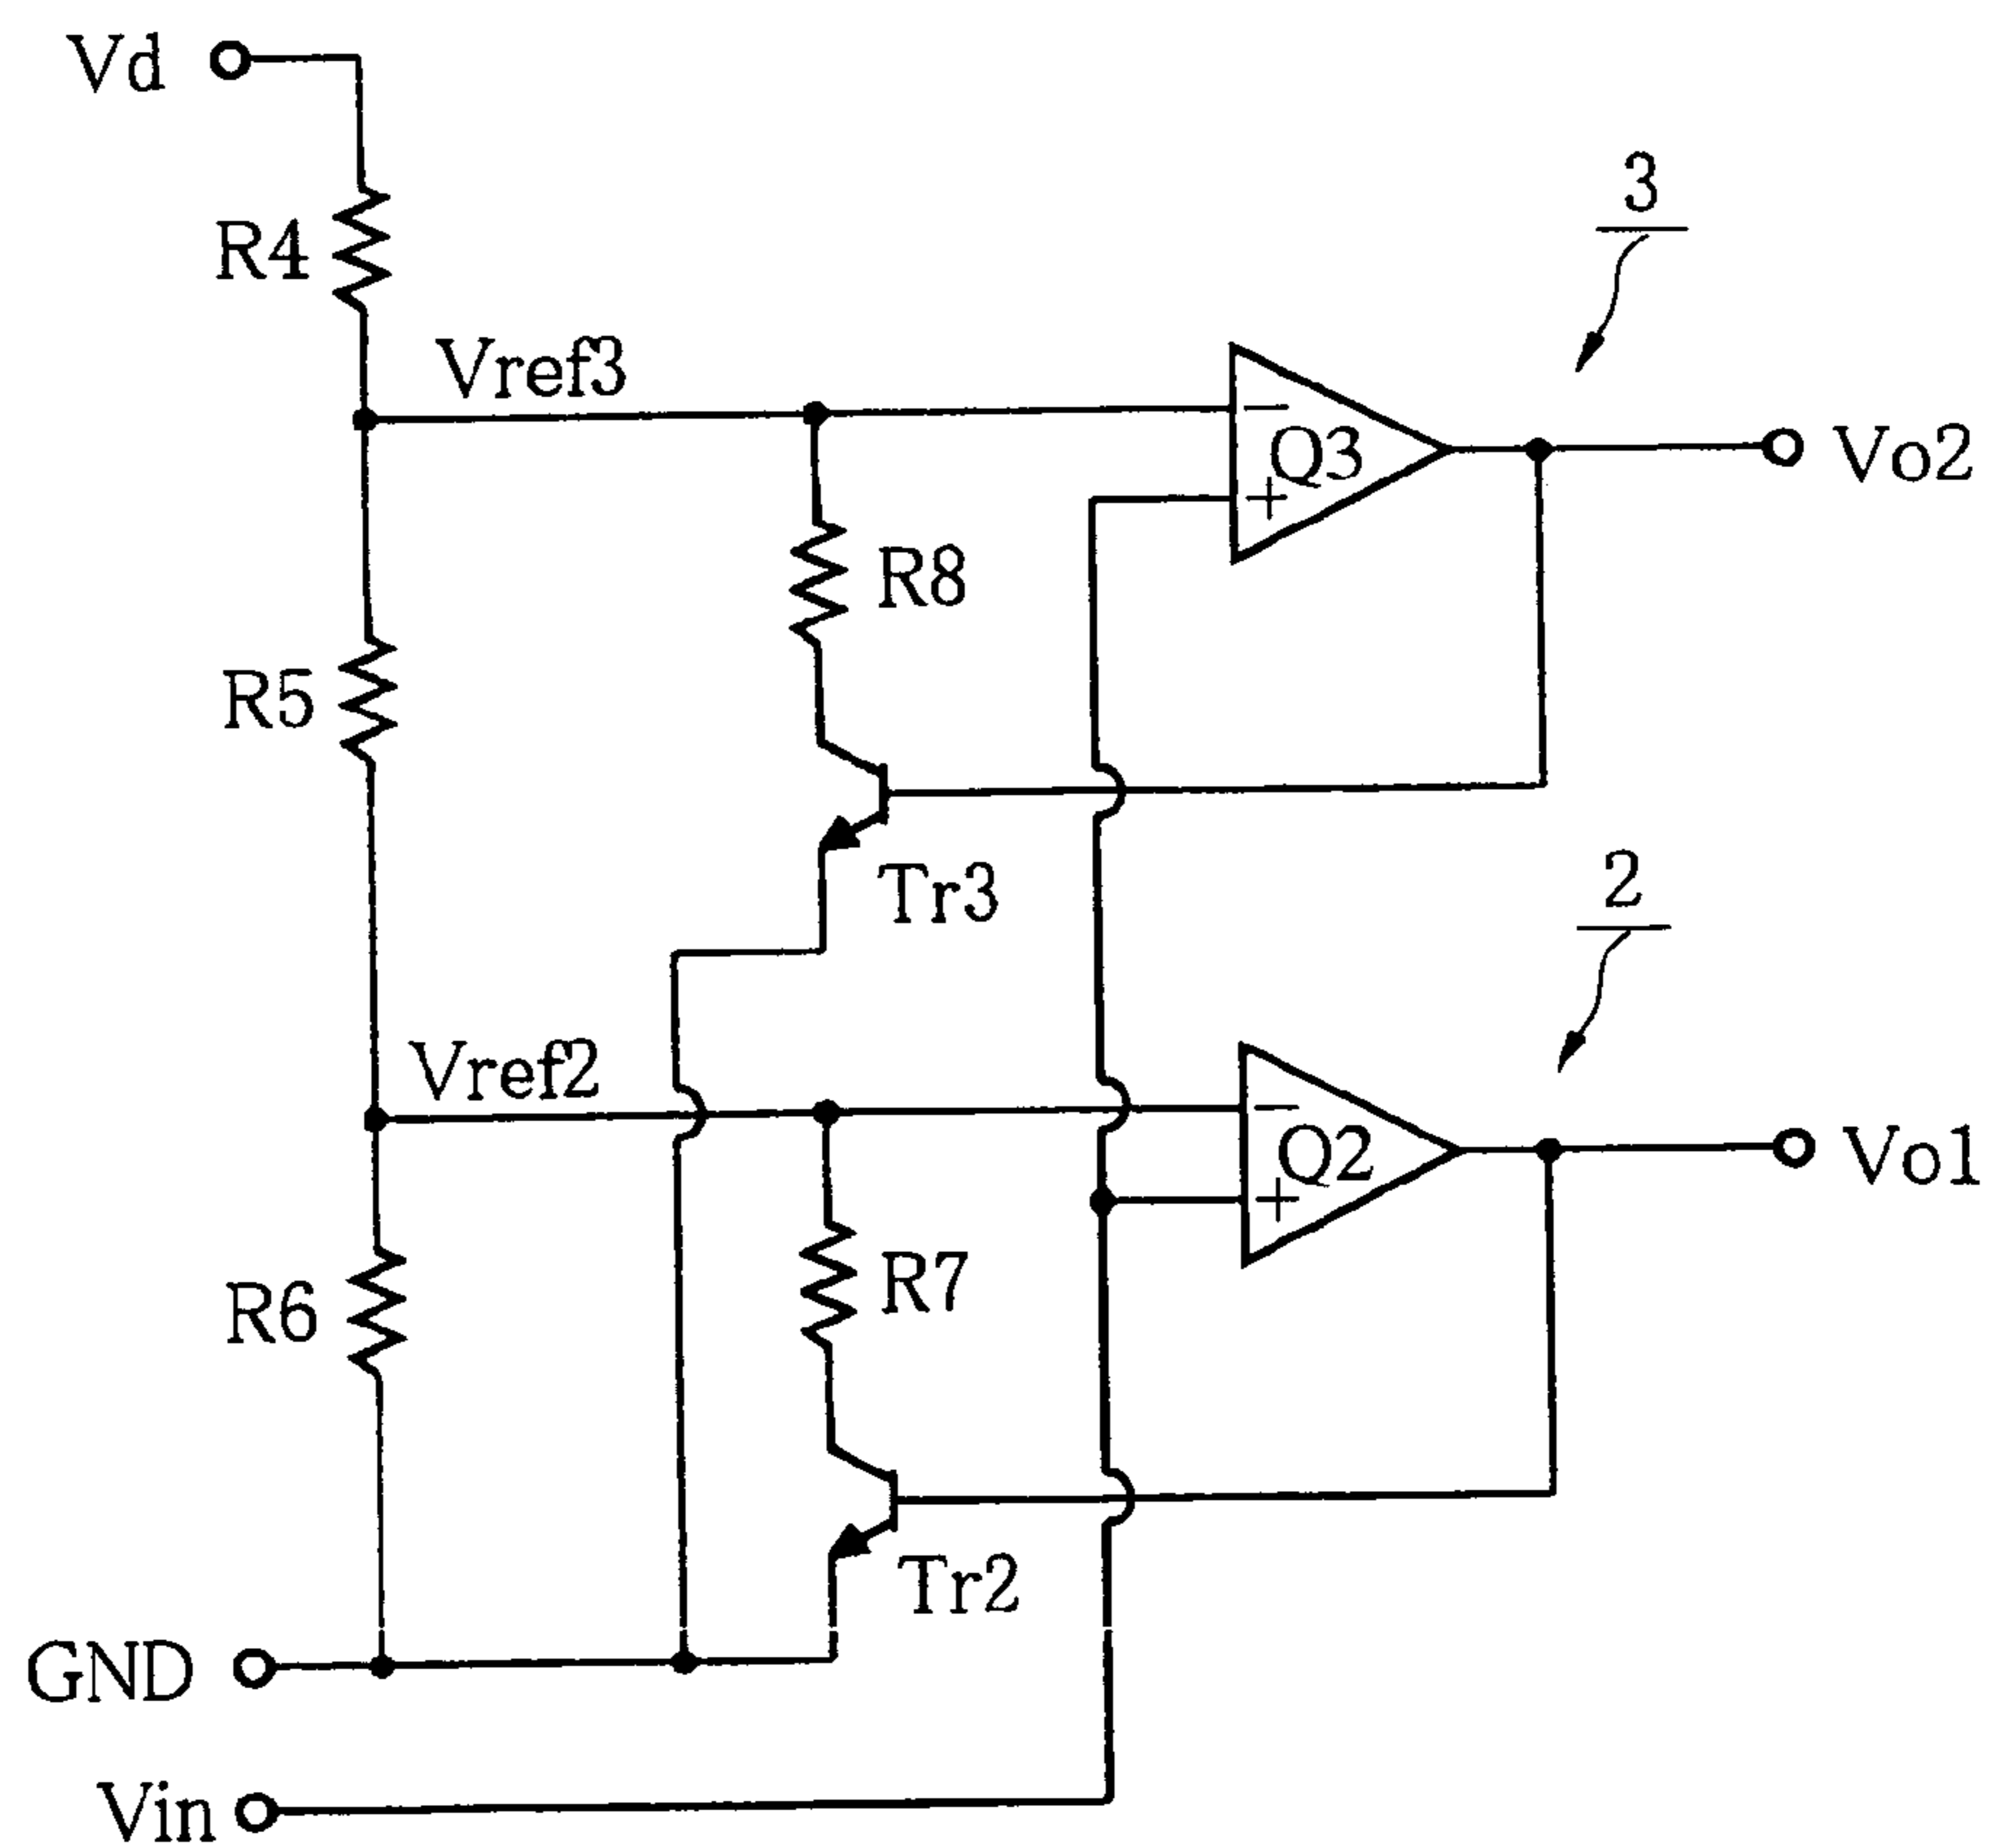 Vd
3
R4
Vref3
−
Q3
+
Vo2
R8
R5
Tr3
2
Vref2
−
Q2
+
Vo1
R7
R6
Tr2
GND
Vin